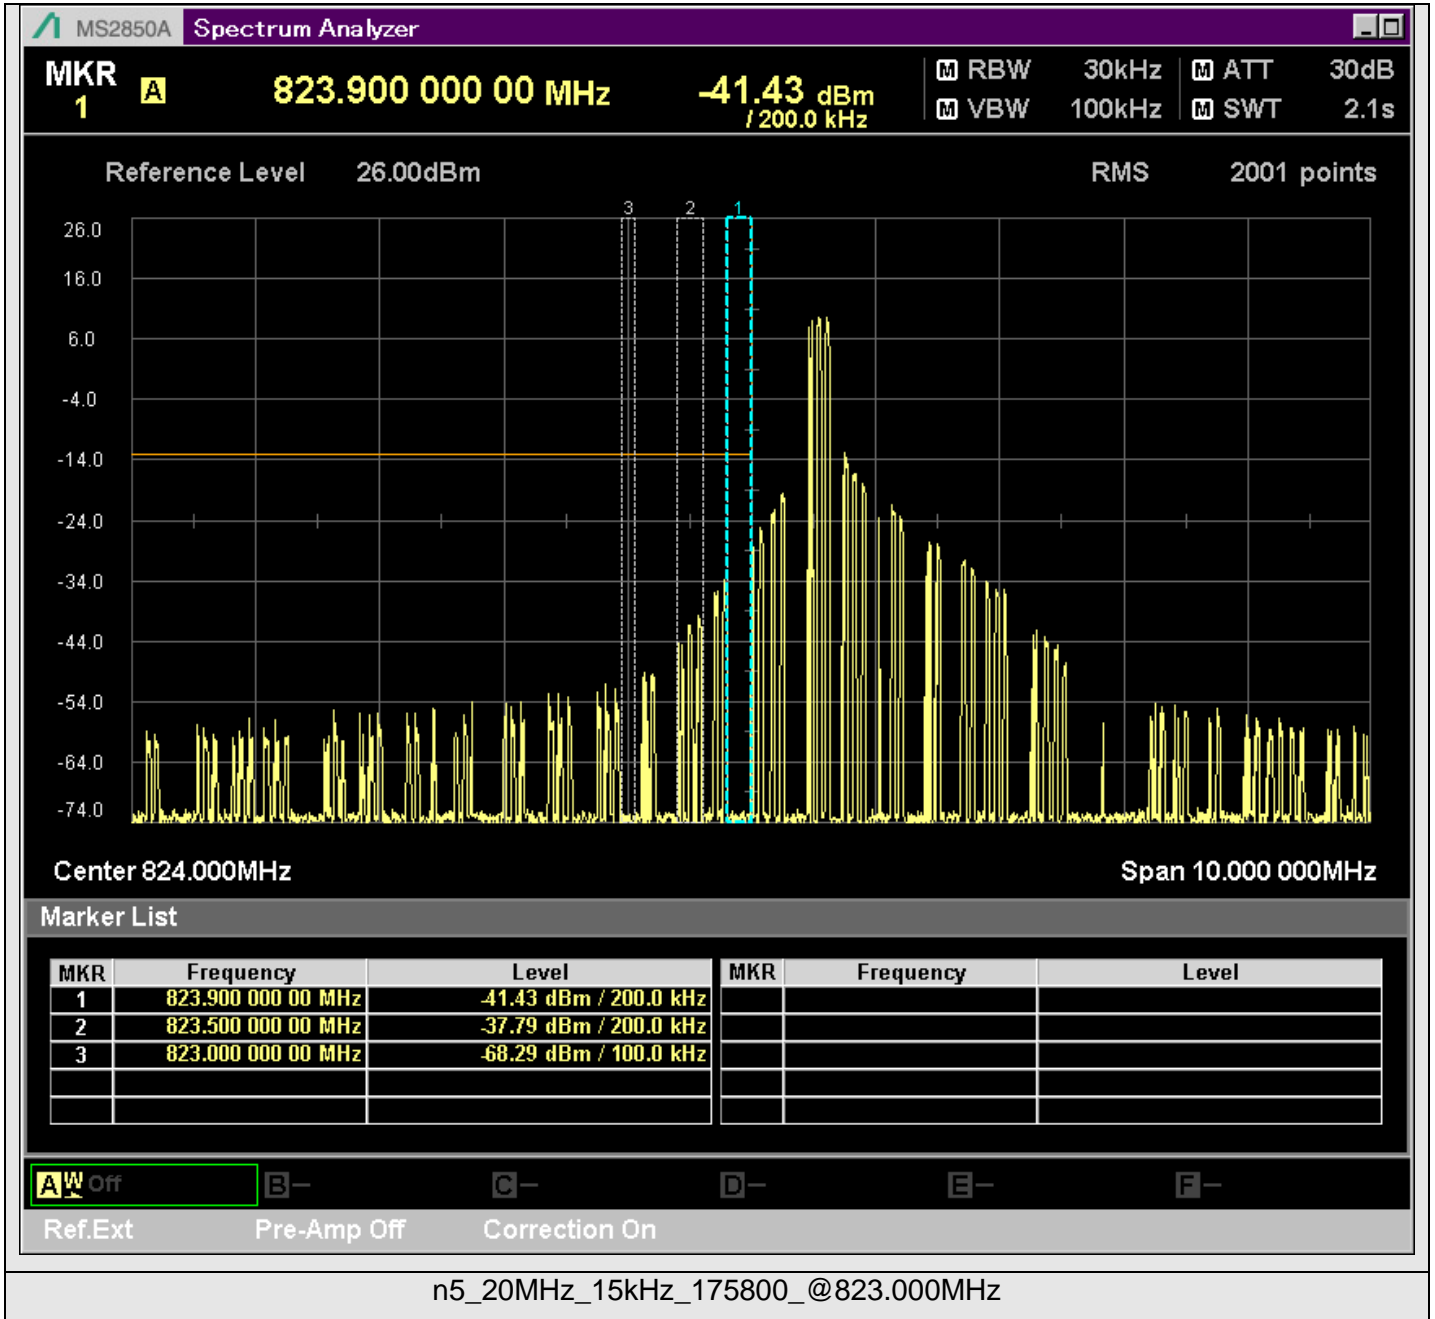 MS2850A Spectrum Analyzer
MKR 1 A 823.900 000 00 MHz -41.43 dBm / 200.0 kHz
M RBW 30kHz M ATT 30dB
M VBW 100kHz M SWT 2.1s
Reference Level 26.00dBm RMS 2001 points
3 2 1
26.0
16.0
6.0
-4.0
-14.0
-24.0
-34.0
-44.0
-54.0
-64.0
-74.0
Center 824.000MHz Span 10.000 000MHz
Marker List
MKR Frequency Level MKR Frequency Level
1 823.900 000 00 MHz -41.43 dBm / 200.0 kHz
2 823.500 000 00 MHz -37.79 dBm / 200.0 kHz
3 823.000 000 00 MHz -68.29 dBm / 100.0 kHz
A W Off B - C - D - E - F -
Ref.Ext Pre-Amp Off Correction On
n5_20MHz_15kHz_175800_@823.000MHz